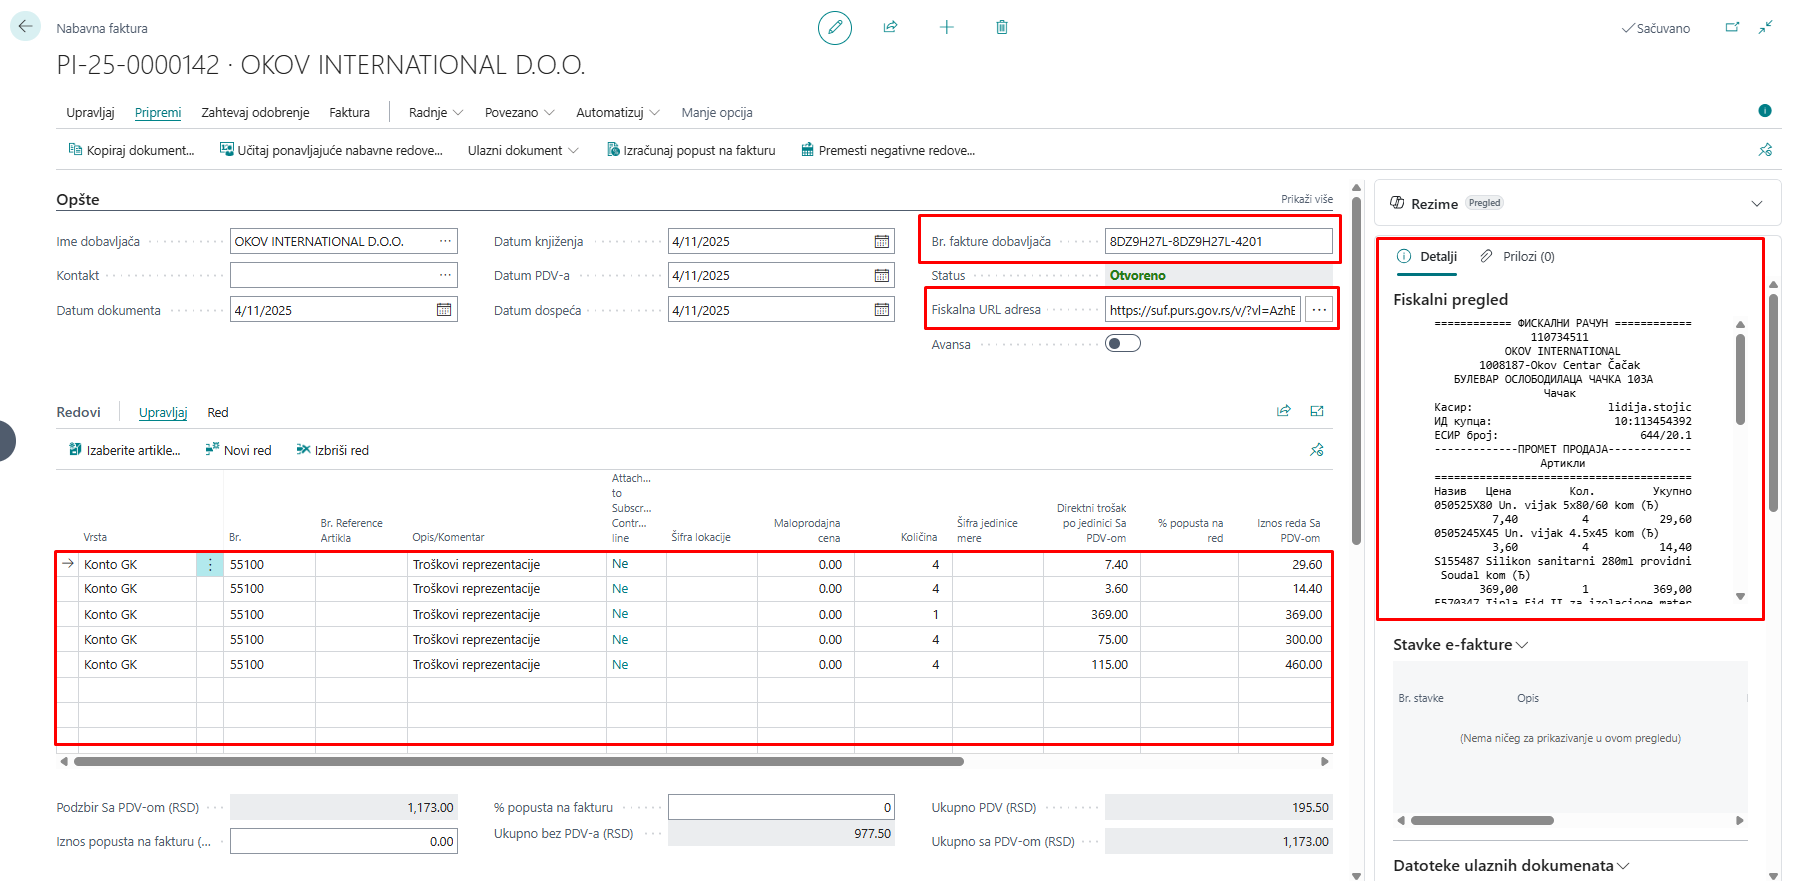 Nabavna faktura
Sačuvano
PI-25-0000142 · OKOV INTERNATIONAL D.O.O.
Upravljaj Pripremi Zahtevaj odobrenje Faktura Radnje Povezano Automatizuj Manje opcija
Kopiraj dokument... Učitaj ponavljajuće nabavne redove... Ulazni dokument Izračunaj popust na fakturu Premesti negativne redove...
Opšte
Prikaži više
Ime dobavljača OKOV INTERNATIONAL D.O.O. ...
Kontakt ...
Datum dokumenta 4/11/2025
Datum knjiženja 4/11/2025
Datum PDV-a 4/11/2025
Datum dospeća 4/11/2025
Br. fakture dobavljača 8DZ9H27L-8DZ9H27L-4201
Status Otvoreno
Fiskalna URL adresa https://suf.purs.gov.rs/v/?vl=AzhE ...
Avansa
Redovi Upravljaj Red
Izaberite artikle... Novi red Izbriši red
Vrsta
Br.
Br. Reference
Artikla
Opis/Komentar
Attach...
to
Subscr...
Contr...
line
Šifra lokacije
Maloprodajna
cena
Količina
Šifra jedinice
mere
Direktni trošak
po jedinici Sa
PDV-om
% popusta na
red
Iznos reda Sa
PDV-om
Konto GK 55100 Troškovi reprezentacije Ne 0.00 4 7.40 29.60
Konto GK 55100 Troškovi reprezentacije Ne 0.00 4 3.60 14.40
Konto GK 55100 Troškovi reprezentacije Ne 0.00 1 369.00 369.00
Konto GK 55100 Troškovi reprezentacije Ne 0.00 4 75.00 300.00
Konto GK 55100 Troškovi reprezentacije Ne 0.00 4 115.00 460.00
Podzbir Sa PDV-om (RSD) 1,173.00
Iznos popusta na fakturu (... 0.00
% popusta na fakturu 0
Ukupno bez PDV-a (RSD) 977.50
Ukupno PDV (RSD) 195.50
Ukupno sa PDV-om (RSD) 1,173.00
Rezime Pregled
Detalji Prilozi (0)
Fiskalni pregled
============ ФИСКАЛНИ РАЧУН ============
110734511
OKOV INTERNATIONAL
1008187-Okov Centar Čačak
БУЛЕВАР ОСЛОБОДИЛАЦА ЧАЧКА 103А
Чачак
Касир: lidija.stojic
ИД купца: 10:113454392
ЕСИР број: 644/20.1
-------------ПРОМЕТ ПРОДАЈА-------------
Артикли
========================================
Назив Цена Кол. Укупно
050525X80 Un. vijak 5x80/60 kom (Ђ)
7,40 4 29,60
0505245X45 Un. vijak 4.5x45 kom (Ђ)
3,60 4 14,40
S155487 Silikon sanitarni 280ml providni
Soudal kom (Ђ)
369,00 1 369,00
Stavke e-fakture
Br. stavke Opis
(Nema ničeg za prikazivanje u ovom pregledu)
Datoteke ulaznih dokumenata